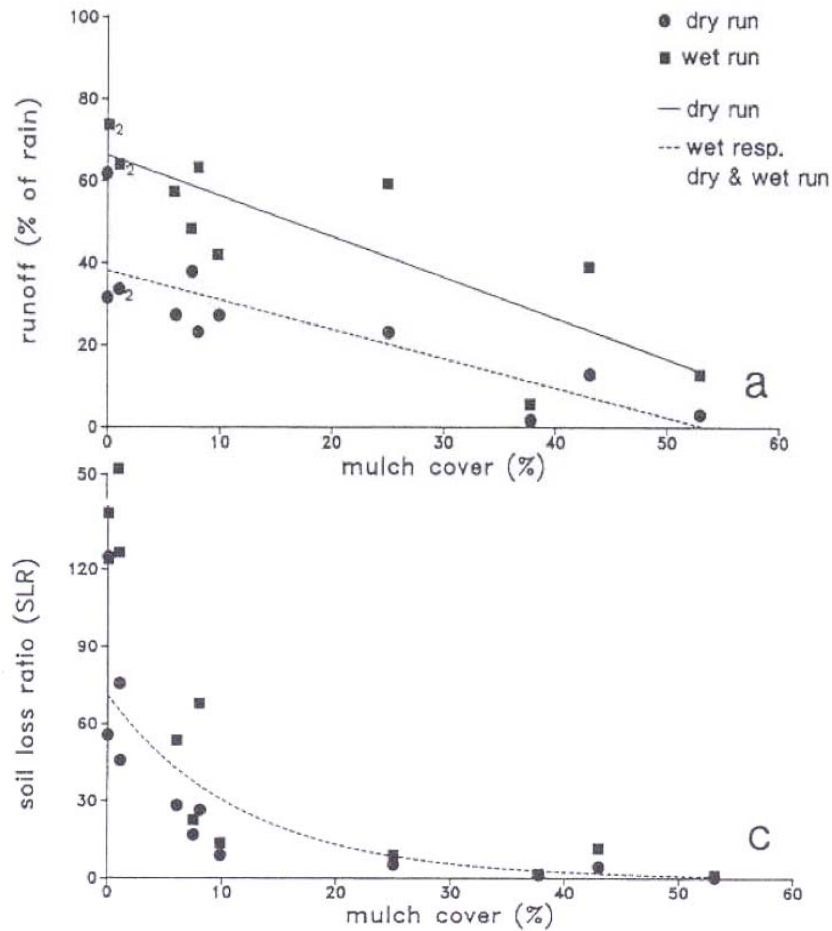 100
80
60
40
20
0
runoff (% of rain)
2
2
2
dry run
wet run
dry run
wet resp.
dry & wet run
a
0 10 20 30 40 50 60
mulch cover (%)
50
120
90
60
30
0
soil loss ratio (SLR)
c
0 10 20 30 40 50 60
mulch cover (%)